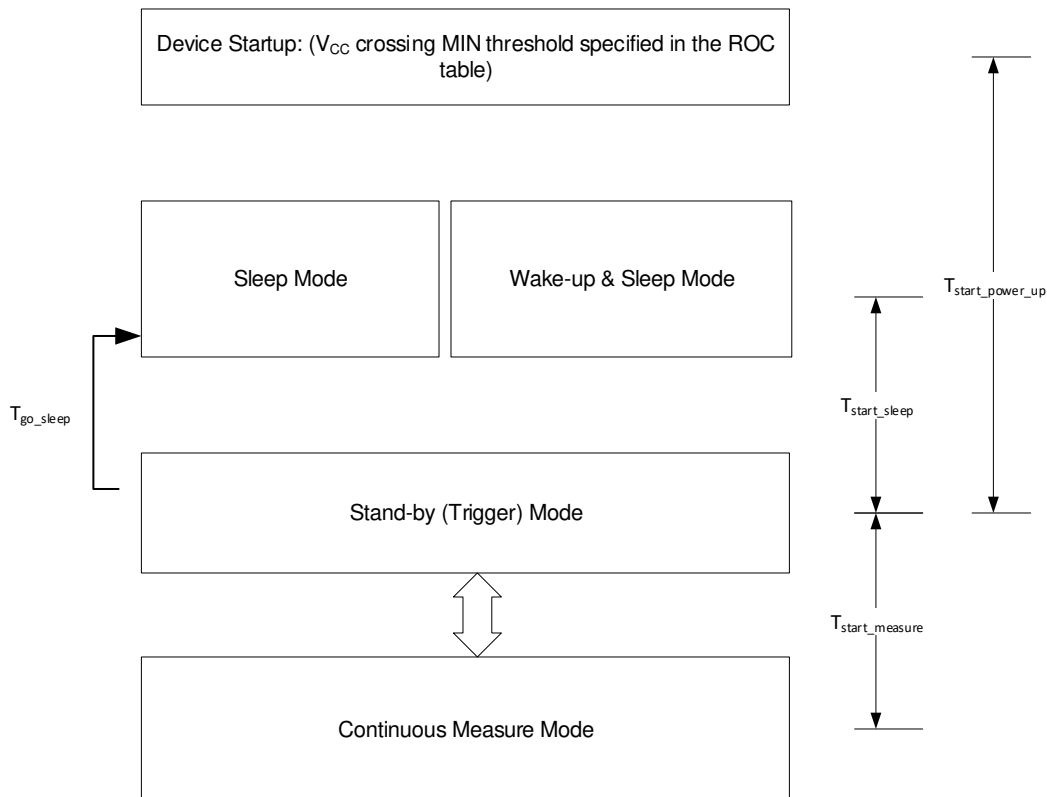 Device Startup: (VCC crossing MIN threshold specified in the ROC
table)
Sleep Mode
Wake-up & Sleep Mode
Tstart_power_up
Tgo_sleep
Tstart_sleep
Stand-by (Trigger) Mode
Tstart_measure
Continuous Measure Mode